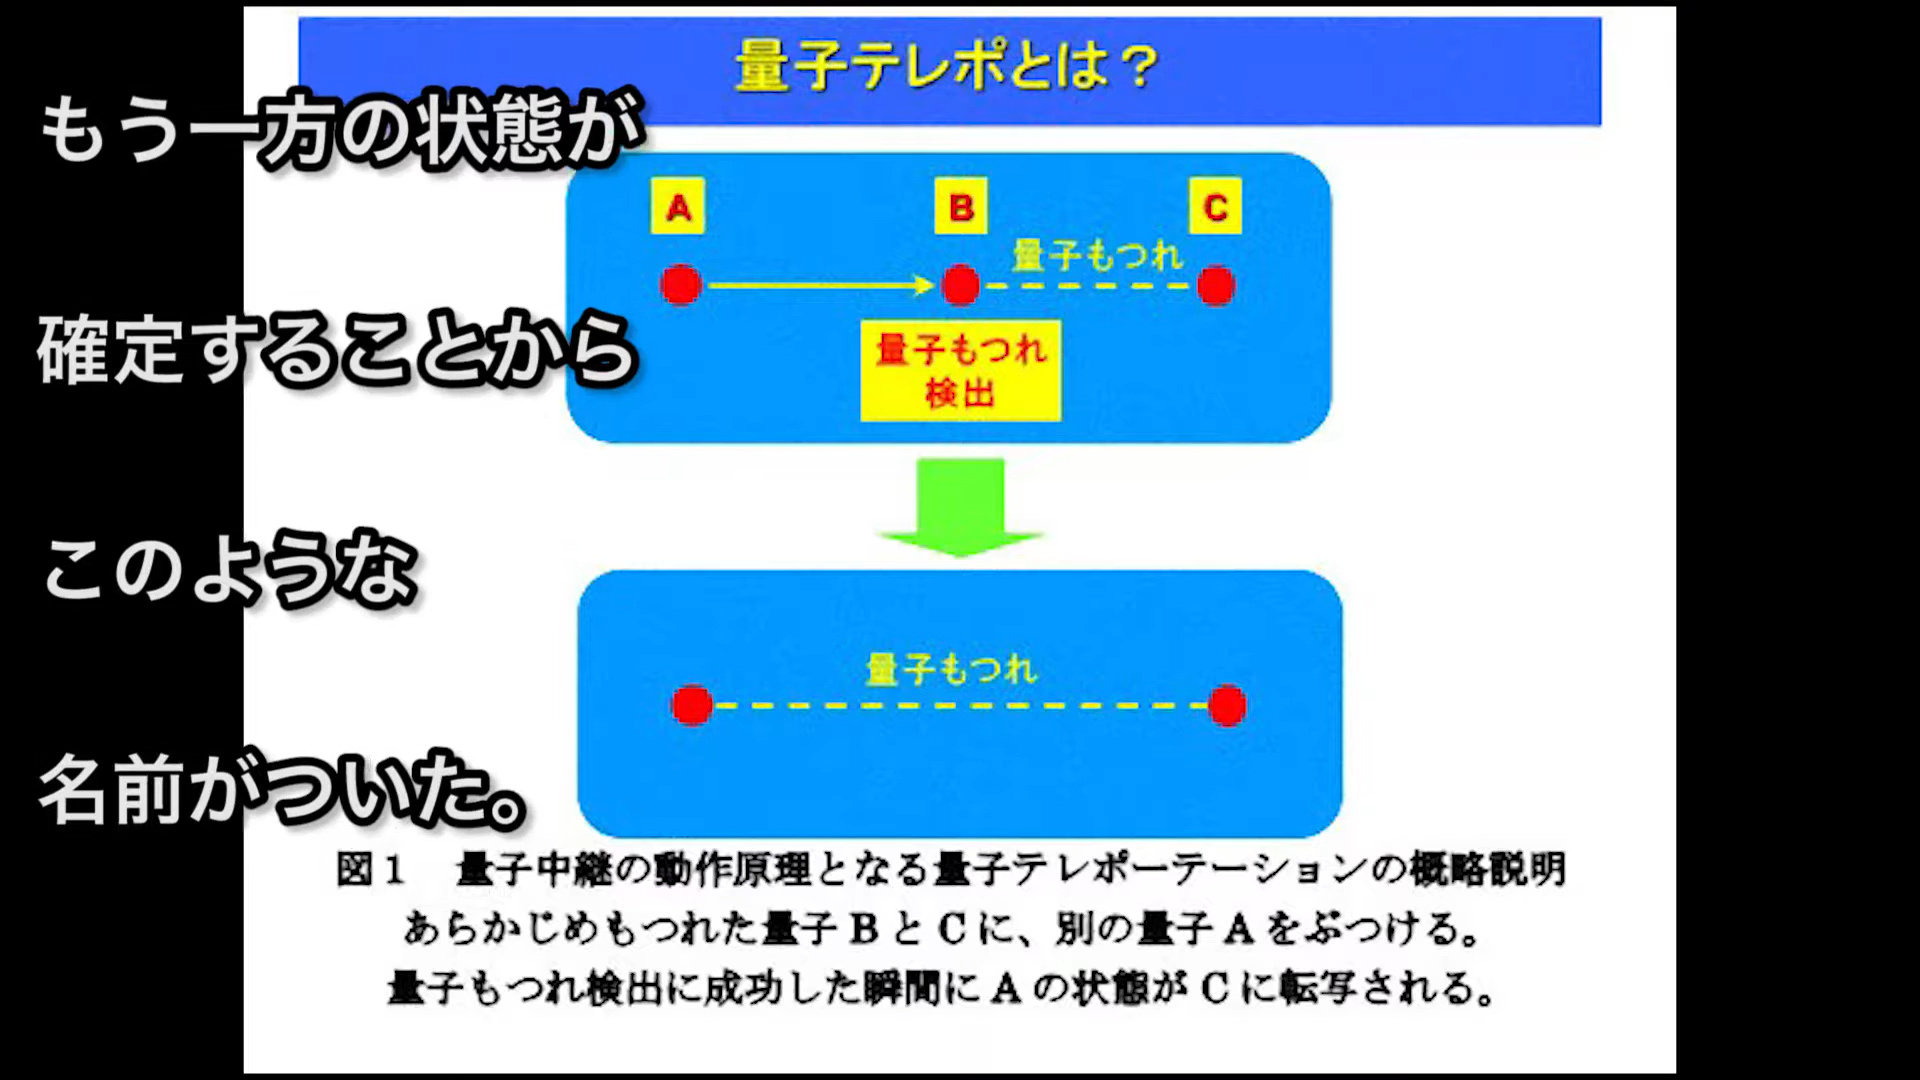 量子テレポとは？
もう一方の状態が
確定することから
このような
名前がついた。
A
B
C
量子もつれ
量子もつれ
検出
量子もつれ
図1 量子中継の動作原理となる量子テレポーテーションの概略説明
あらかじめもつれた量子BとCに、別の量子Aをぶつける。
量子もつれ検出に成功した瞬間にAの状態がCに転写される。